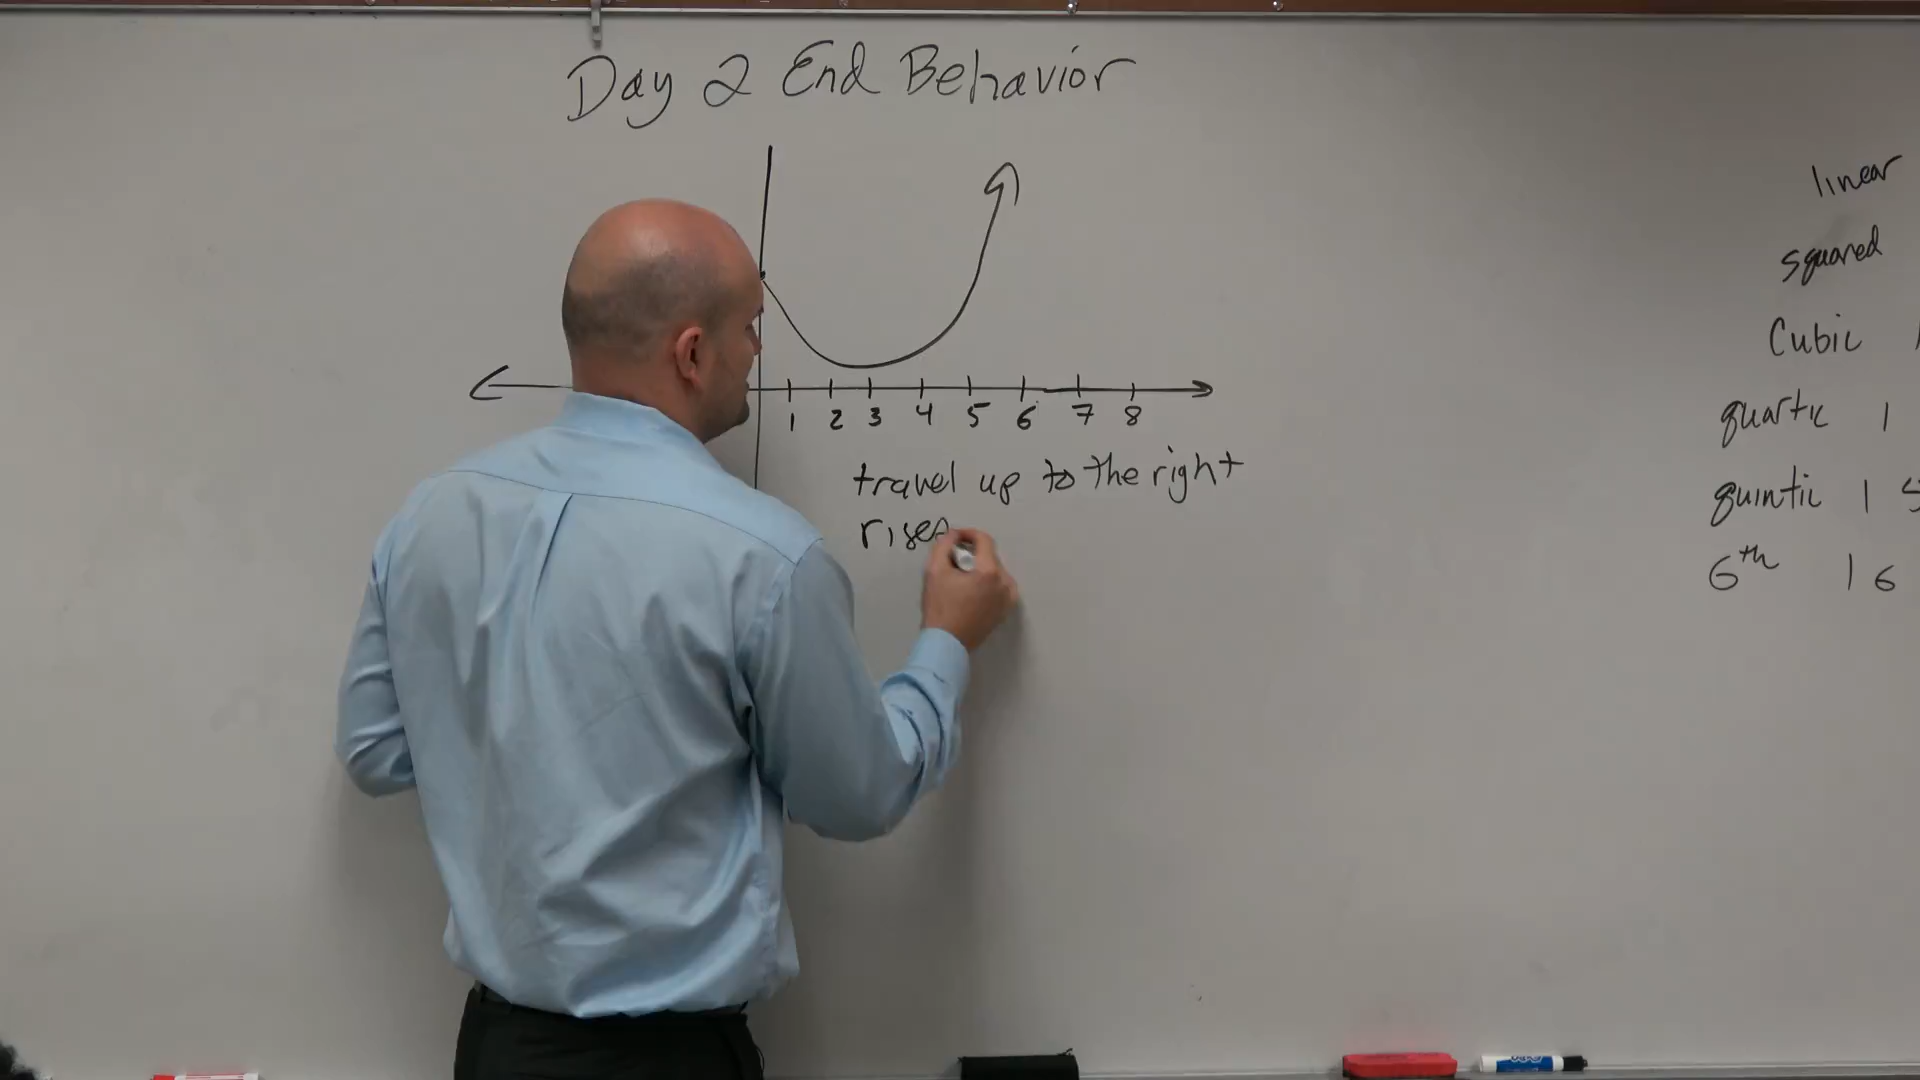 Day 2 End Behavior
1 2 3 4 5 6 7 8
travel up to the right
rises
linear
squared
Cubic
quartic 1
quintic 1 5
6th 1 6